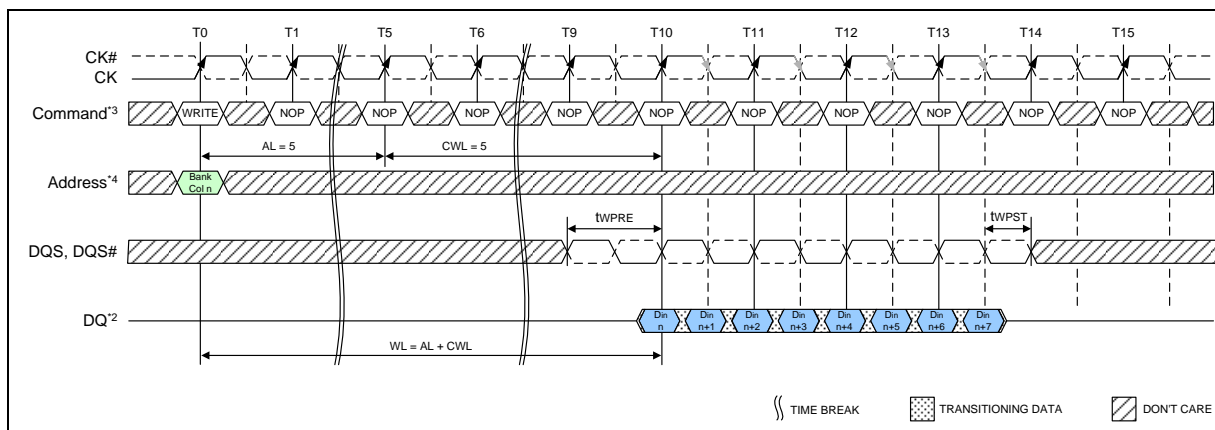 T0 T1 T5 T6 T9 T10 T11 T12 T13 T14 T15
CK#
CK
Command*3 WRITE NOP NOP NOP NOP NOP NOP NOP NOP NOP NOP
AL = 5 CWL = 5
Address*4 Bank
Col n
tWPRE tWPST
DQS, DQS#
DQ*2 Din
n Din
n+1 Din
n+2 Din
n+3 Din
n+4 Din
n+5 Din
n+6 Din
n+7
WL = AL + CWL
TIME BREAK TRANSITIONING DATA DON'T CARE